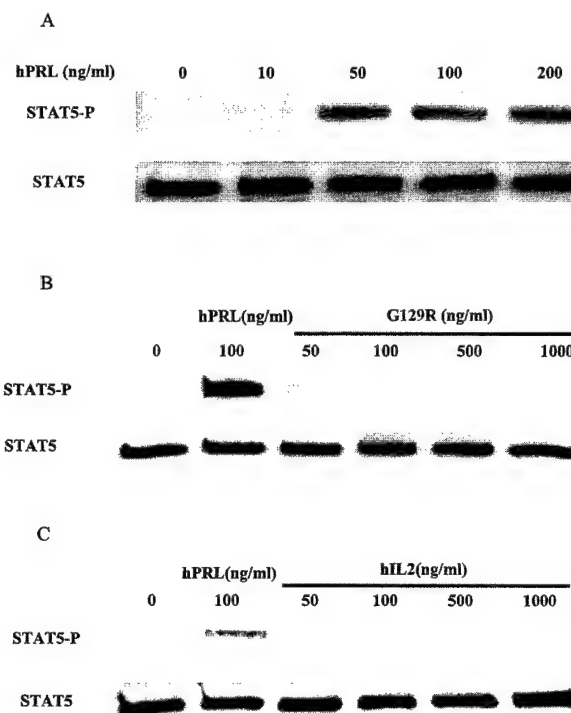 A
hPRL (ng/ml) 0 10 50 100 200
STAT5-P
STAT5
B
hPRL(ng/ml) G129R (ng/ml)
0 100 50 100 500 1000
STAT5-P
STAT5
C
hPRL(ng/ml) hIL2(ng/ml)
0 100 50 100 500 1000
STAT5-P
STAT5